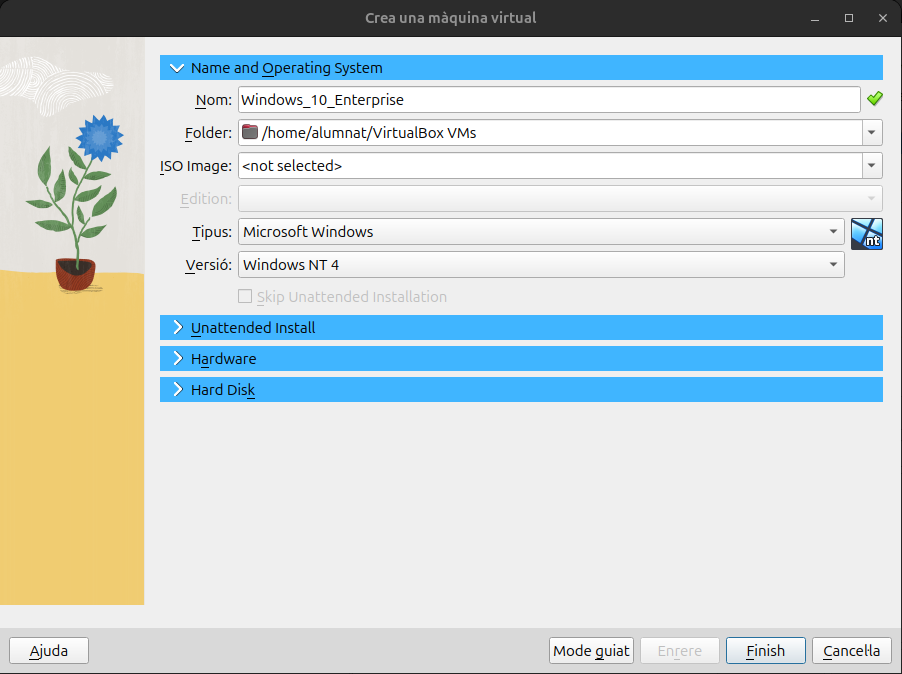 Crea una màquina virtual
Name and Operating System
Nom: Windows_10_Enterprise
Folder: /home/alumnat/VirtualBox VMs
ISO Image: <not selected>
Edition:
Tipus: Microsoft Windows
nt
Versió: Windows NT 4
Skip Unattended Installation
Unattended Install
Hardware
Hard Disk
Ajuda Mode guiat Enrere Finish Cancel·la